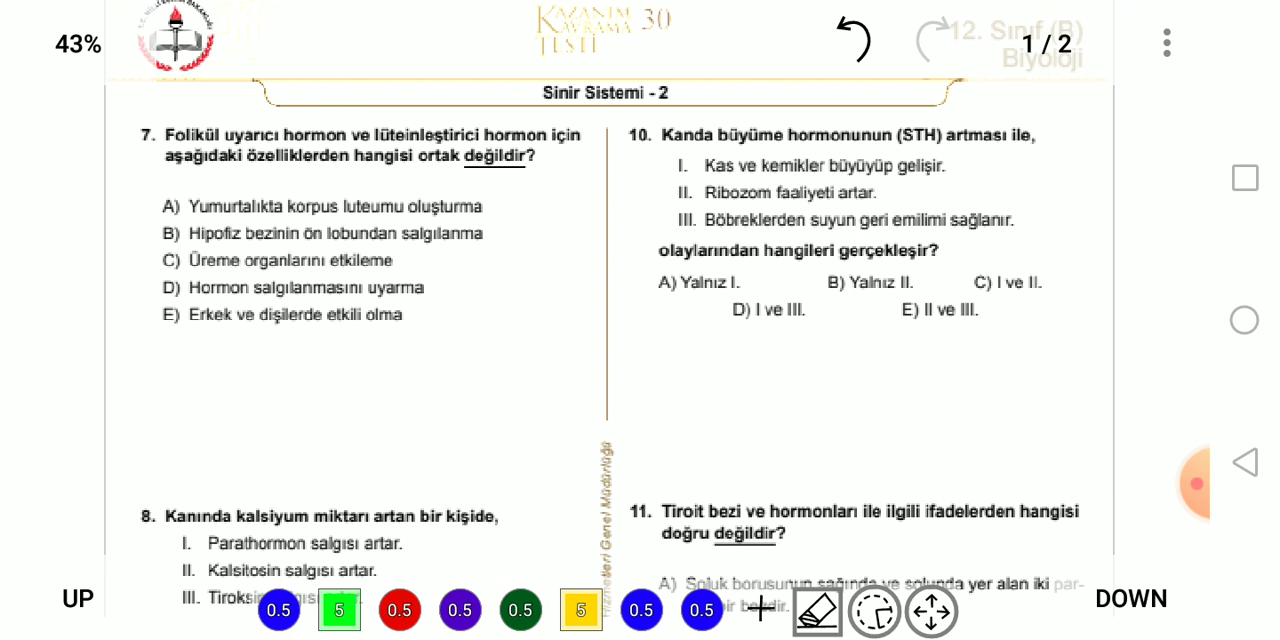 43%
KAZANIM
KAVRAMA
TESTİ
30
12. Sınıf (B)
Biyoloji
1 / 2
Sinir Sistemi - 2
7. Folikül uyarıcı hormon ve lüteinleştirici hormon için
aşağıdaki özelliklerden hangisi ortak değildir?
A) Yumurtalıkta korpus luteumu oluşturma
B) Hipofiz bezinin ön lobundan salgılanma
C) Üreme organlarını etkileme
D) Hormon salgılanmasını uyarma
E) Erkek ve dişilerde etkili olma
8. Kanında kalsiyum miktarı artan bir kişide,
I. Parathormon salgısı artar.
II. Kalsitosin salgısı artar.
III.
10. Kanda büyüme hormonunun (STH) artması ile,
I. Kas ve kemikler büyüyüp gelişir.
II. Ribozom faaliyeti artar.
III. Böbreklerden suyun geri emilimi sağlanır.
olaylarından hangileri gerçekleşir?
A) Yalnız I. B) Yalnız II. C) I ve II.
D) I ve III. E) II ve III.
11. Tiroit bezi ve hormonları ile ilgili ifadelerden hangisi
doğru değildir?
A) Soluk borusunun sağında ve solunda yer alan iki par-
Genel Müdürlüğü
UP
0.5 5 0.5 0.5 0.5 5 0.5 0.5
DOWN